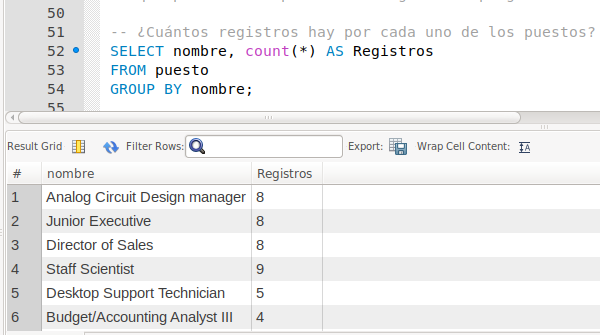 50
51 -- ¿Cuántos registros hay por cada uno de los puestos?
52 SELECT nombre, count(*) AS Registros
53 FROM puesto
54 GROUP BY nombre;
55
Result Grid Filter Rows: Export: Wrap Cell Content: IA
# nombre Registros
1 Analog Circuit Design manager 8
2 Junior Executive 8
3 Director of Sales 8
4 Staff Scientist 9
5 Desktop Support Technician 5
6 Budget/Accounting Analyst III 4